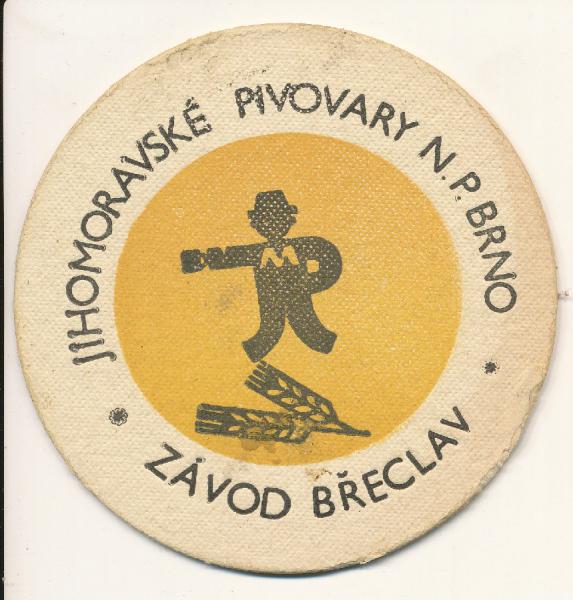 JIHOMORAVSKÉ PIVOVARY N.P. BRNO
M
ZÁVOD BŘECLAV